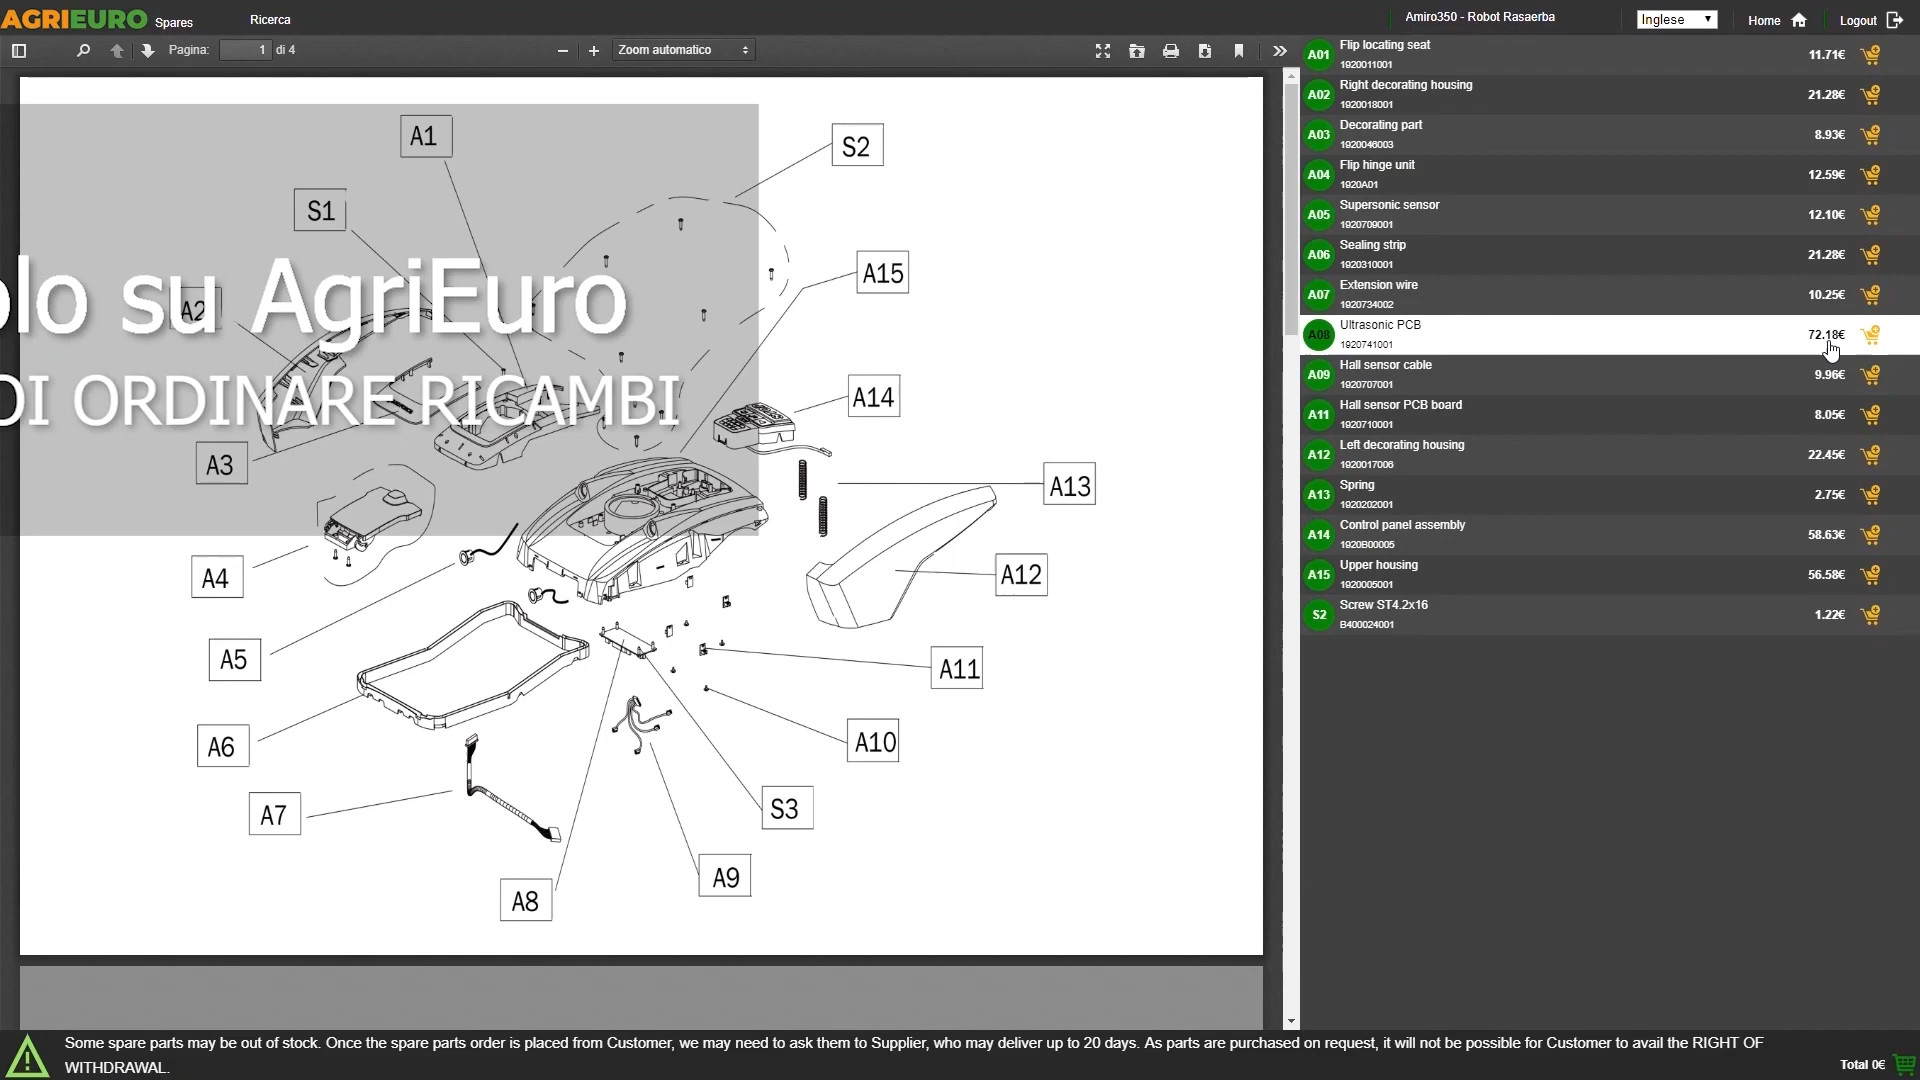 AGRIEURO Spares
Ricerca
Amiro350 - Robot Rasaerba
Inglese
Home
Logout
Pagina: 1 di 4
Zoom automatico
A1
S2
S1
A15
A2
olo su AgriEuro
DI ORDINARE RICAMBI
A14
A3
A13
A4
A12
A5
A11
A6
A10
A7
S3
A9
A8
A01 Flip locating seat 11.71€
1920011001
A02 Right decorating housing 21.28€
1920018001
A03 Decorating part 8.93€
1920046003
A04 Flip hinge unit 12.59€
1920A01
A05 Supersonic sensor 12.10€
1920709001
A06 Sealing strip 21.28€
1920310001
A07 Extension wire 10.25€
1920734002
A08 Ultrasonic PCB 72.18€
1920741001
A09 Hall sensor cable 9.96€
1920707001
A11 Hall sensor PCB board 8.05€
1920710001
A12 Left decorating housing 22.45€
1920017006
A13 Spring 2.75€
1920202001
A14 Control panel assembly 58.63€
1920B00005
A15 Upper housing 56.58€
1920005001
S2 Screw ST4.2x16 1.22€
B400024001
Some spare parts may be out of stock. Once the spare parts order is placed from Customer, we may need to ask them to Supplier, who may deliver up to 20 days. As parts are purchased on request, it will not be possible for Customer to avail the RIGHT OF
WITHDRAWAL.
Total 0€